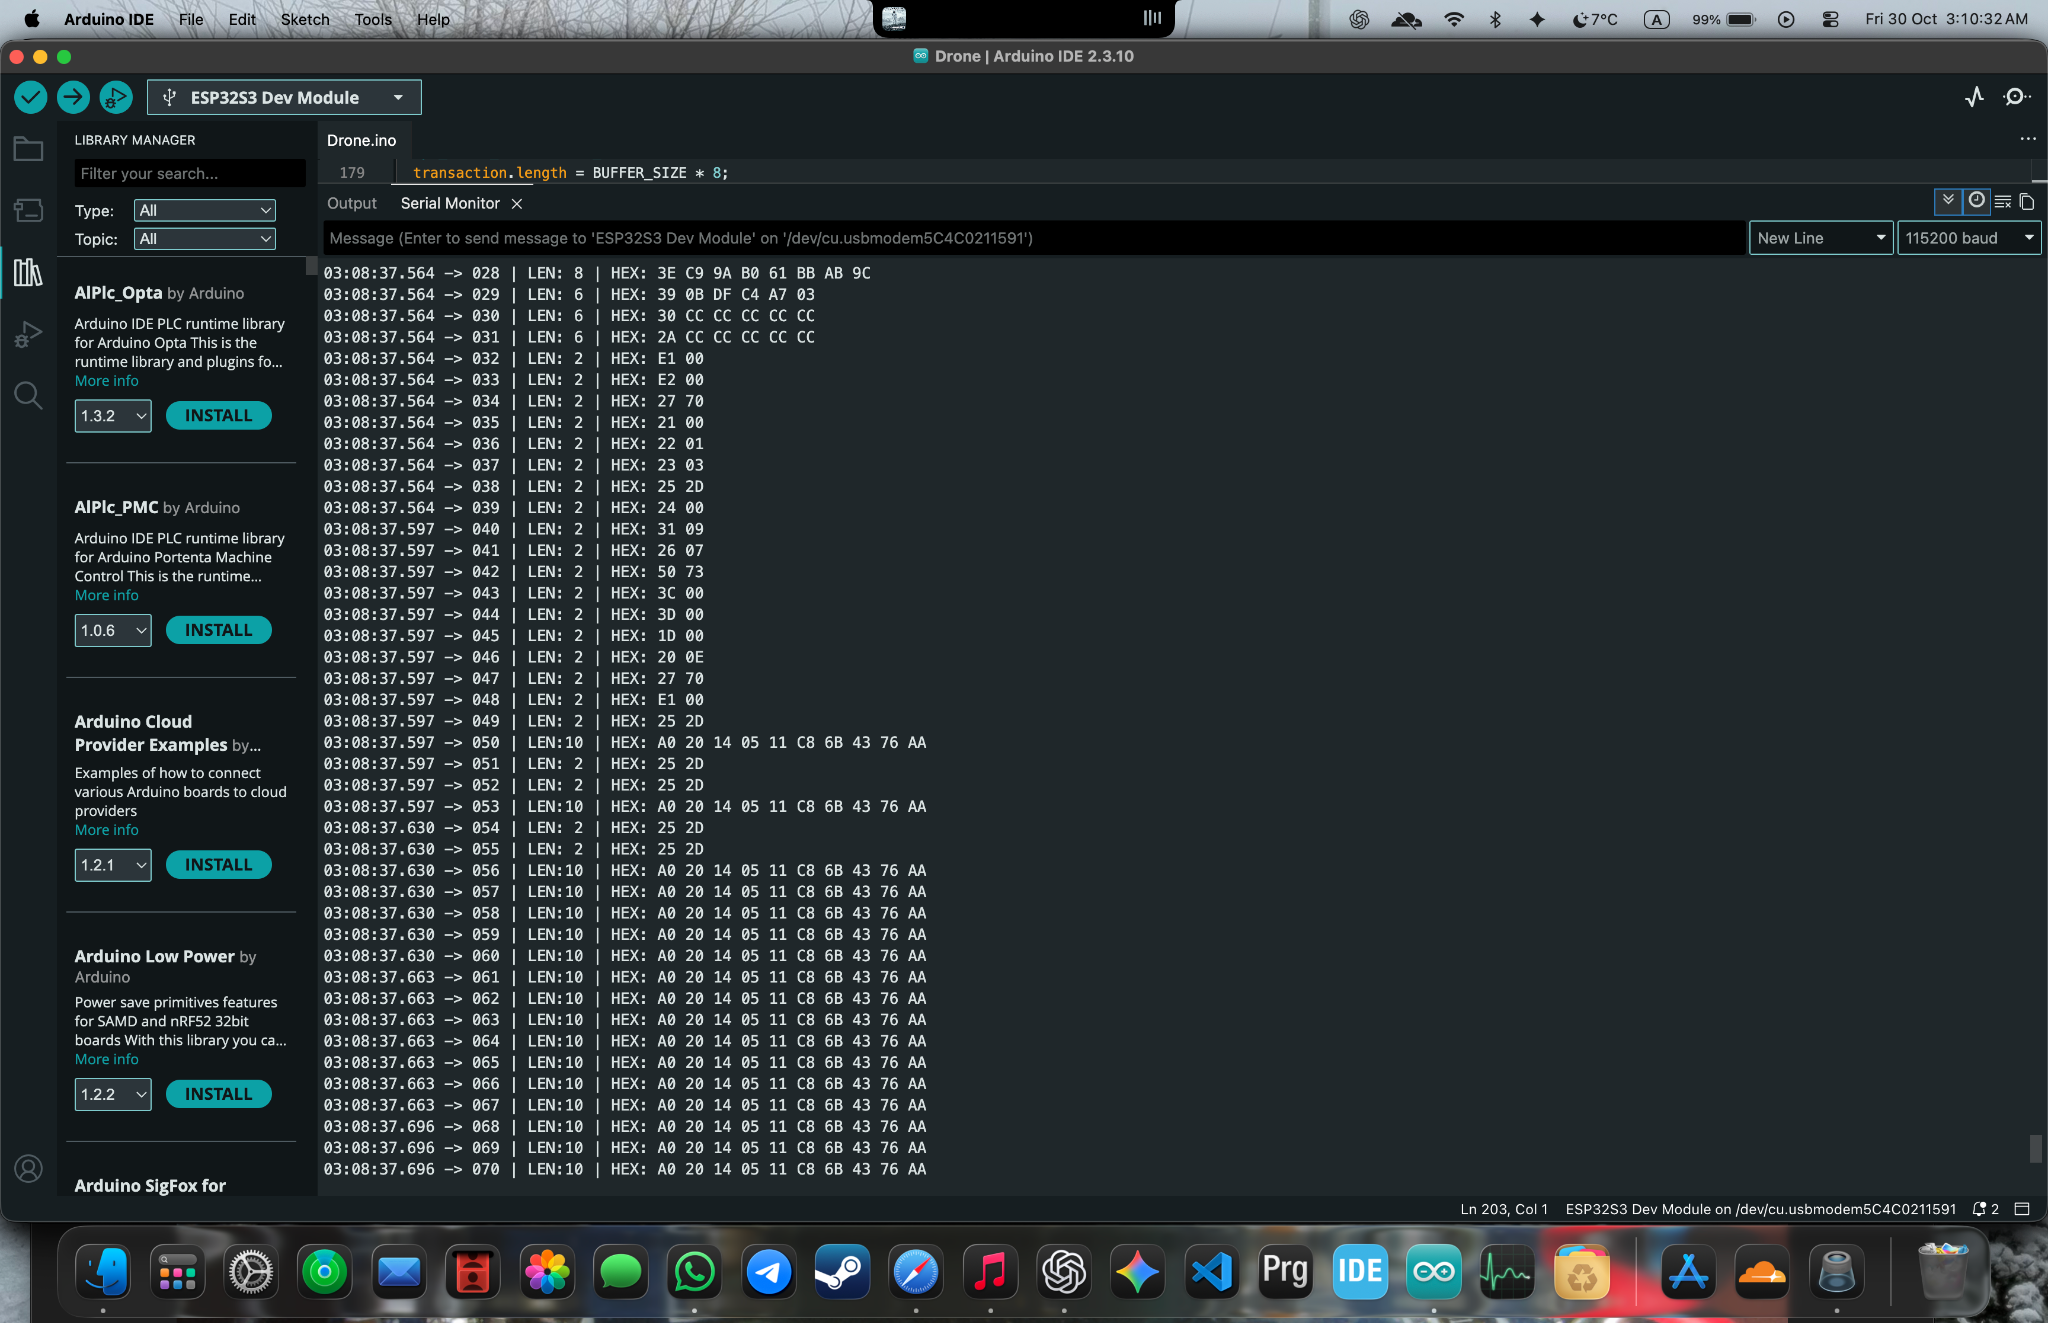 Arduino IDE File Edit Sketch Tools Help
7°C A 99% Fri 30 Oct 3:10:32 AM
Drone | Arduino IDE 2.3.10
ESP32S3 Dev Module
LIBRARY MANAGER
Filter your search...
Type: All
Topic: All
AlPlc_Opta by Arduino
Arduino IDE PLC runtime library
for Arduino Opta This is the
runtime library and plugins fo...
More info
1.3.2 INSTALL
AlPlc_PMC by Arduino
Arduino IDE PLC runtime library
for Arduino Portenta Machine
Control This is the runtime...
More info
1.0.6 INSTALL
Arduino Cloud
Provider Examples by...
Examples of how to connect
various Arduino boards to cloud
providers
More info
1.2.1 INSTALL
Arduino Low Power by
Arduino
Power save primitives features
for SAMD and nRF52 32bit
boards With this library you ca...
More info
1.2.2 INSTALL
Arduino SigFox for
Drone.ino
179 transaction.length = BUFFER_SIZE * 8;
Output Serial Monitor
Message (Enter to send message to 'ESP32S3 Dev Module' on '/dev/cu.usbmodem5C4C0211591')
New Line 115200 baud
03:08:37.564 -> 028 | LEN: 8 | HEX: 3E C9 9A B0 61 BB AB 9C
03:08:37.564 -> 029 | LEN: 6 | HEX: 39 0B DF C4 A7 03
03:08:37.564 -> 030 | LEN: 6 | HEX: 30 CC CC CC CC CC
03:08:37.564 -> 031 | LEN: 6 | HEX: 2A CC CC CC CC CC
03:08:37.564 -> 032 | LEN: 2 | HEX: E1 00
03:08:37.564 -> 033 | LEN: 2 | HEX: E2 00
03:08:37.564 -> 034 | LEN: 2 | HEX: 27 70
03:08:37.564 -> 035 | LEN: 2 | HEX: 21 00
03:08:37.564 -> 036 | LEN: 2 | HEX: 22 01
03:08:37.564 -> 037 | LEN: 2 | HEX: 23 03
03:08:37.564 -> 038 | LEN: 2 | HEX: 25 2D
03:08:37.564 -> 039 | LEN: 2 | HEX: 24 00
03:08:37.597 -> 040 | LEN: 2 | HEX: 31 09
03:08:37.597 -> 041 | LEN: 2 | HEX: 26 07
03:08:37.597 -> 042 | LEN: 2 | HEX: 50 73
03:08:37.597 -> 043 | LEN: 2 | HEX: 3C 00
03:08:37.597 -> 044 | LEN: 2 | HEX: 3D 00
03:08:37.597 -> 045 | LEN: 2 | HEX: 1D 00
03:08:37.597 -> 046 | LEN: 2 | HEX: 20 0E
03:08:37.597 -> 047 | LEN: 2 | HEX: 27 70
03:08:37.597 -> 048 | LEN: 2 | HEX: E1 00
03:08:37.597 -> 049 | LEN: 2 | HEX: 25 2D
03:08:37.597 -> 050 | LEN:10 | HEX: A0 20 14 05 11 C8 6B 43 76 AA
03:08:37.597 -> 051 | LEN: 2 | HEX: 25 2D
03:08:37.597 -> 052 | LEN: 2 | HEX: 25 2D
03:08:37.597 -> 053 | LEN:10 | HEX: A0 20 14 05 11 C8 6B 43 76 AA
03:08:37.630 -> 054 | LEN: 2 | HEX: 25 2D
03:08:37.630 -> 055 | LEN: 2 | HEX: 25 2D
03:08:37.630 -> 056 | LEN:10 | HEX: A0 20 14 05 11 C8 6B 43 76 AA
03:08:37.630 -> 057 | LEN:10 | HEX: A0 20 14 05 11 C8 6B 43 76 AA
03:08:37.630 -> 058 | LEN:10 | HEX: A0 20 14 05 11 C8 6B 43 76 AA
03:08:37.630 -> 059 | LEN:10 | HEX: A0 20 14 05 11 C8 6B 43 76 AA
03:08:37.630 -> 060 | LEN:10 | HEX: A0 20 14 05 11 C8 6B 43 76 AA
03:08:37.663 -> 061 | LEN:10 | HEX: A0 20 14 05 11 C8 6B 43 76 AA
03:08:37.663 -> 062 | LEN:10 | HEX: A0 20 14 05 11 C8 6B 43 76 AA
03:08:37.663 -> 063 | LEN:10 | HEX: A0 20 14 05 11 C8 6B 43 76 AA
03:08:37.663 -> 064 | LEN:10 | HEX: A0 20 14 05 11 C8 6B 43 76 AA
03:08:37.663 -> 065 | LEN:10 | HEX: A0 20 14 05 11 C8 6B 43 76 AA
03:08:37.663 -> 066 | LEN:10 | HEX: A0 20 14 05 11 C8 6B 43 76 AA
03:08:37.663 -> 067 | LEN:10 | HEX: A0 20 14 05 11 C8 6B 43 76 AA
03:08:37.696 -> 068 | LEN:10 | HEX: A0 20 14 05 11 C8 6B 43 76 AA
03:08:37.696 -> 069 | LEN:10 | HEX: A0 20 14 05 11 C8 6B 43 76 AA
03:08:37.696 -> 070 | LEN:10 | HEX: A0 20 14 05 11 C8 6B 43 76 AA
Ln 203, Col 1 ESP32S3 Dev Module on /dev/cu.usbmodem5C4C0211591 2
Prg IDE